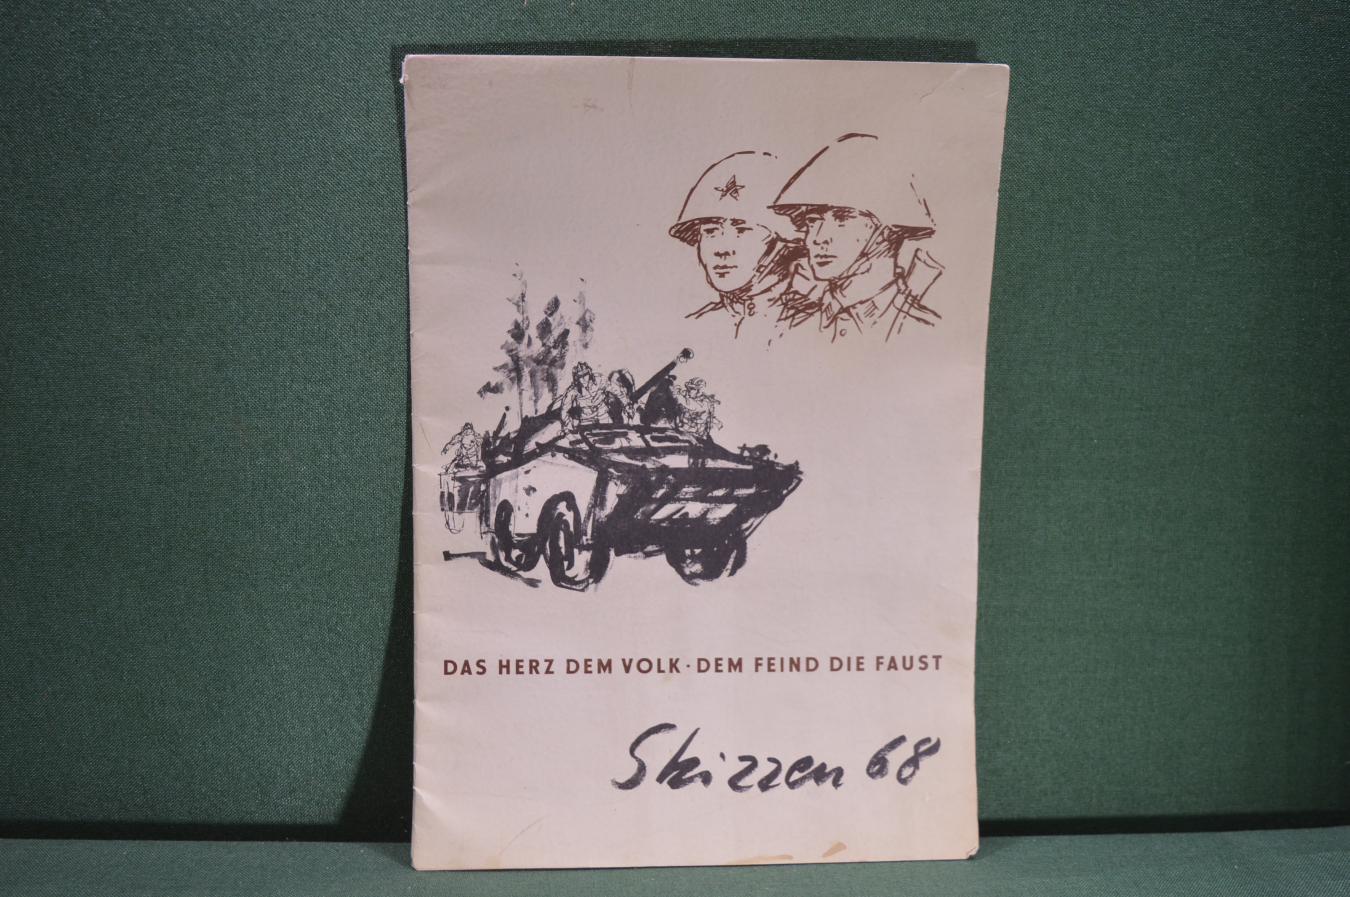 DAS HERZ DEM VOLK · DEM FEIND DIE FAUST
Skizzen 68